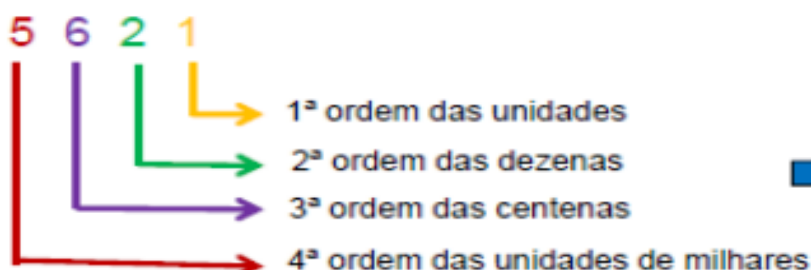 5 6 2 1
1ª ordem das unidades
2ª ordem das dezenas
3ª ordem das centenas
4ª ordem das unidades de milhares